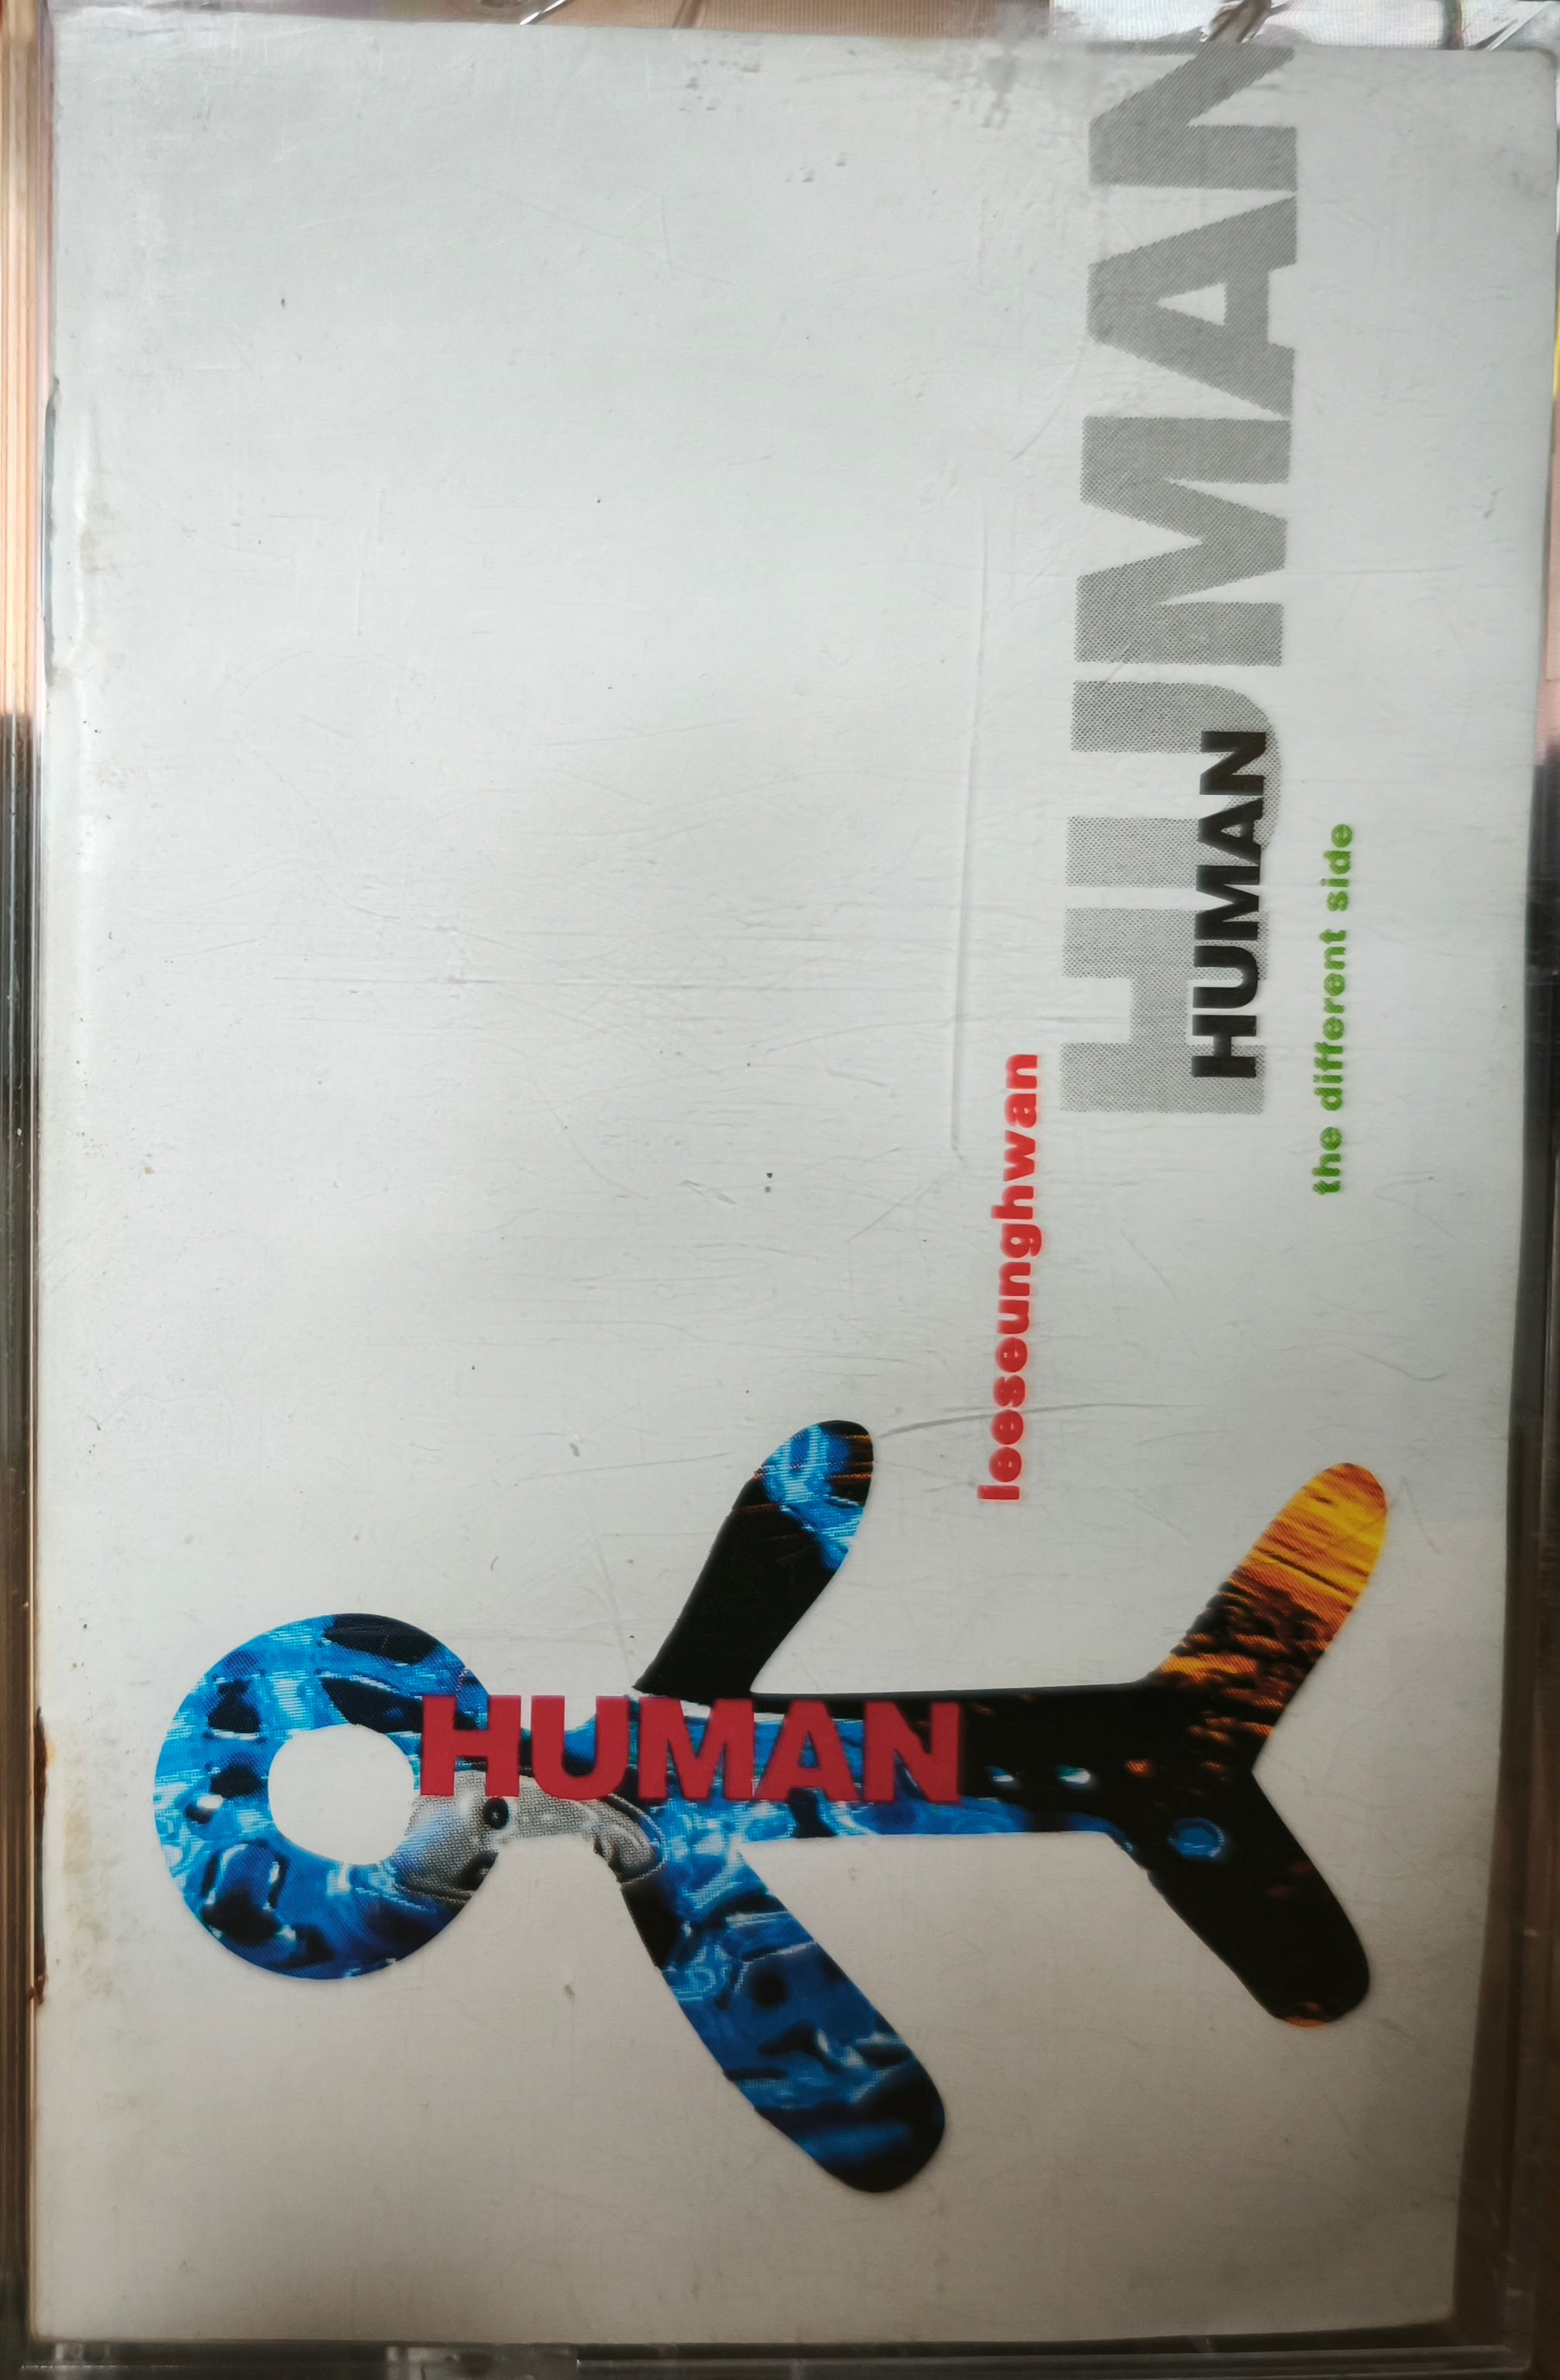 leeseunghwan
HUMAN
HUMAN
the different side
HUMAN